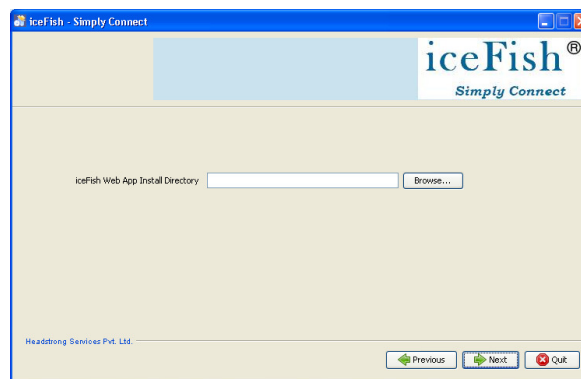 iceFish - Simply Connect
iceFish®
Simply Connect
iceFish Web App Install Directory
Browse...
Headstrong Services Pvt. Ltd.
Previous
Next
Quit